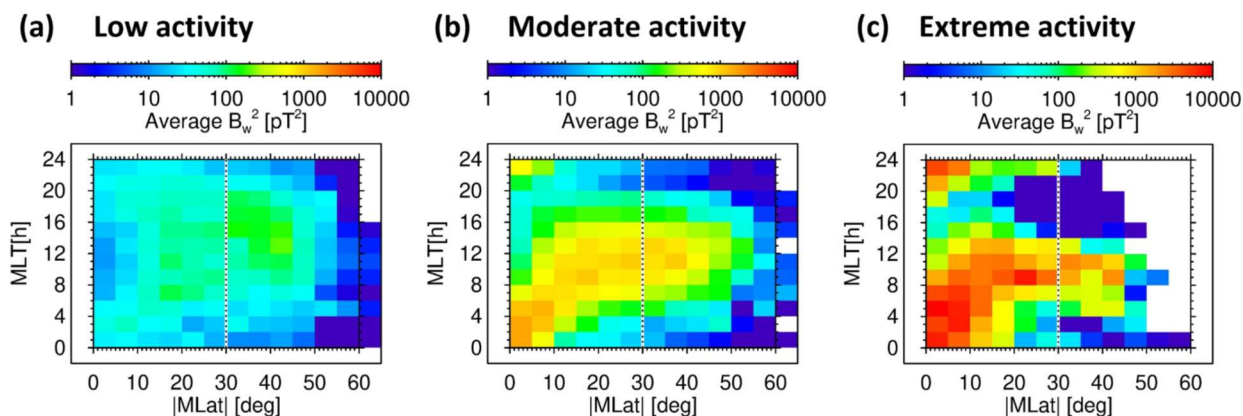 (a) Low activity
1 10 100 1000 10000
Average B_w^2 [pT^2]
24
20
16
12
8
4
0
MLT[h]
0 10 20 30 40 50 60
|MLat| [deg]
(b) Moderate activity
1 10 100 1000 10000
Average B_w^2 [pT^2]
24
20
16
12
8
4
0
MLT[h]
0 10 20 30 40 50 60
|MLat| [deg]
(c) Extreme activity
1 10 100 1000 10000
Average B_w^2 [pT^2]
24
20
16
12
8
4
0
MLT[h]
0 10 20 30 40 50 60
|MLat| [deg]